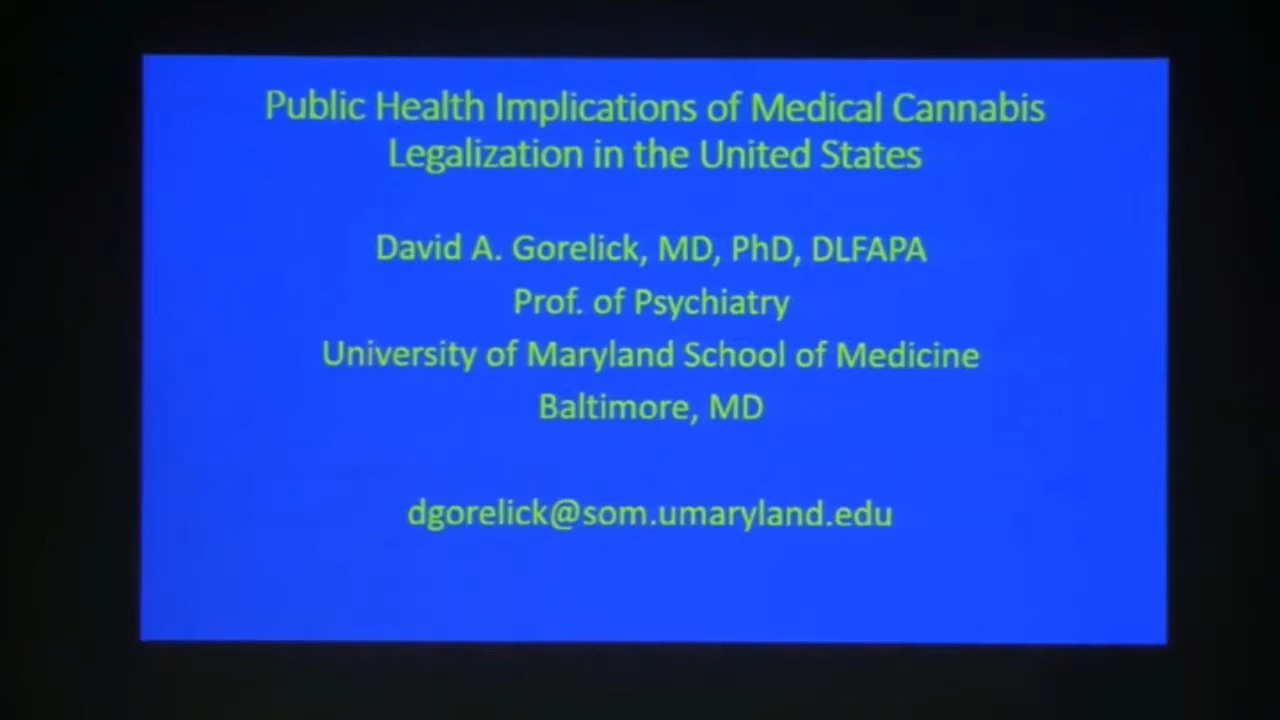 Public Health Implications of Medical Cannabis
Legalization in the United States
David A. Gorelick, MD, PhD, DLFAPA
Prof. of Psychiatry
University of Maryland School of Medicine
Baltimore, MD
dgorelick@som.umaryland.edu